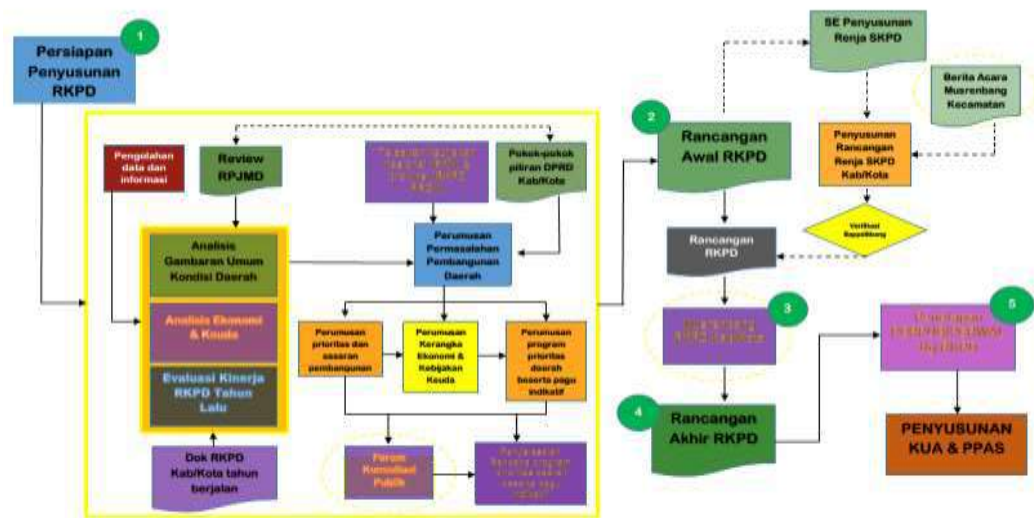 1
Persiapan
Penyusunan
RKPD
Pengolahan
data dan
informasi
Review
RPJMD
Pokok-pokok
pikiran DPRD
Kab/Kota
Analisis
Gambaran Umum
Kondisi Daerah
Analisis Ekonomi
& Keuda
Evaluasi Kinerja
RKPD Tahun
Lalu
Dok RKPD
Kab/Kota tahun
berjalan
Perumusan
Permasalahan
Pembangunan
Daerah
Perumusan
prioritas dan
sasaran
pembangunan
Perumusan
Kerangka
Ekonomi &
Kebijakan
Keuda
Perumusan
program
prioritas
daerah
beserta pagu
indikatif
Forum
Konsultasi
Publik
2
Rancangan
Awal RKPD
SE Penyusunan
Renja SKPD
Berita Acara
Musrenbang
Kecamatan
Penyusunan
Rancangan
Renja SKPD
Kab/Kota
Verifikasi
Rancangan
RKPD
3
4
Rancangan
Akhir RKPD
5
PENYUSUNAN
KUA & PPAS